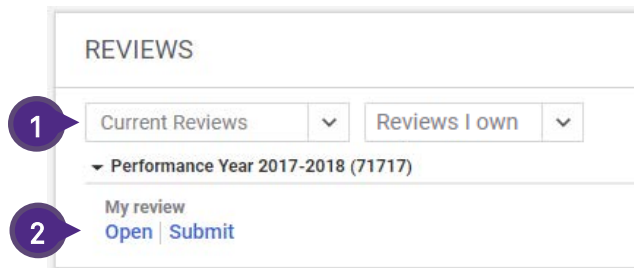 REVIEWS
1 Current Reviews Reviews I own
Performance Year 2017-2018 (71717)
My review
2 Open Submit